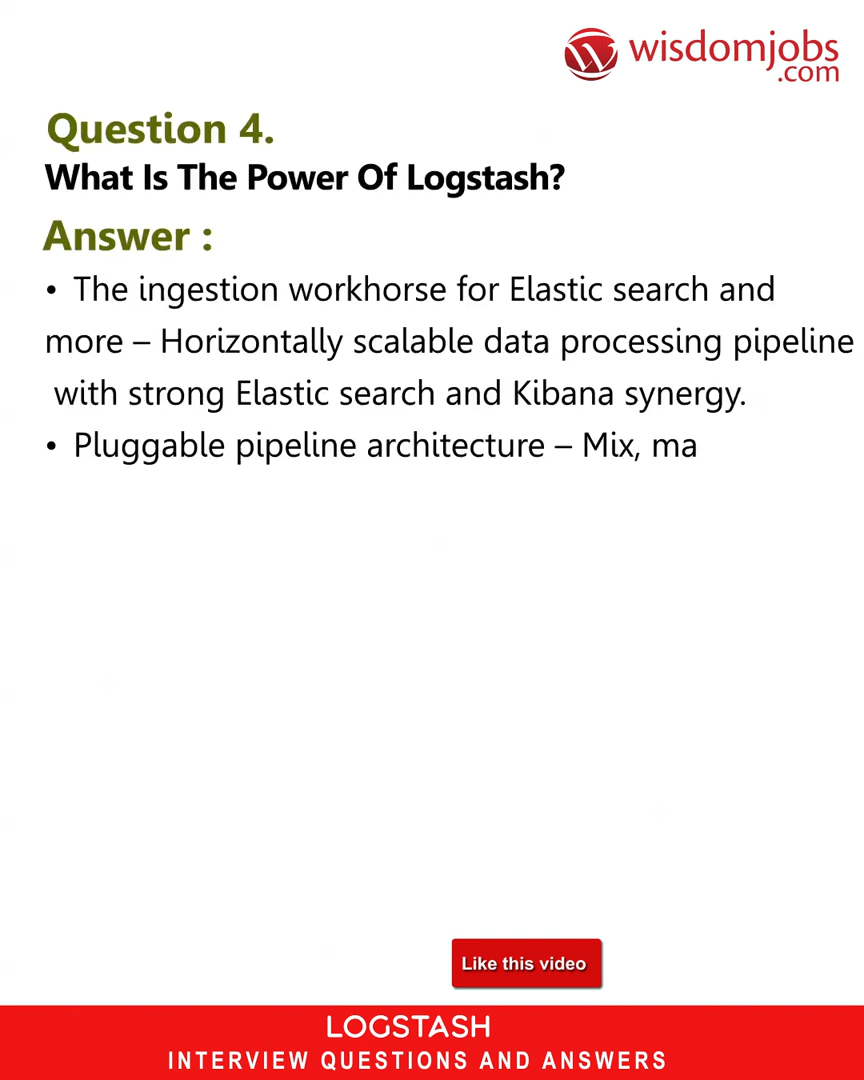 wisdomjobs
.com
Question 4.
What Is The Power Of Logstash?
Answer :
• The ingestion workhorse for Elastic search and
more – Horizontally scalable data processing pipeline
with strong Elastic search and Kibana synergy.
• Pluggable pipeline architecture – Mix, ma
Like this video
LOGSTASH
INTERVIEW QUESTIONS AND ANSWERS